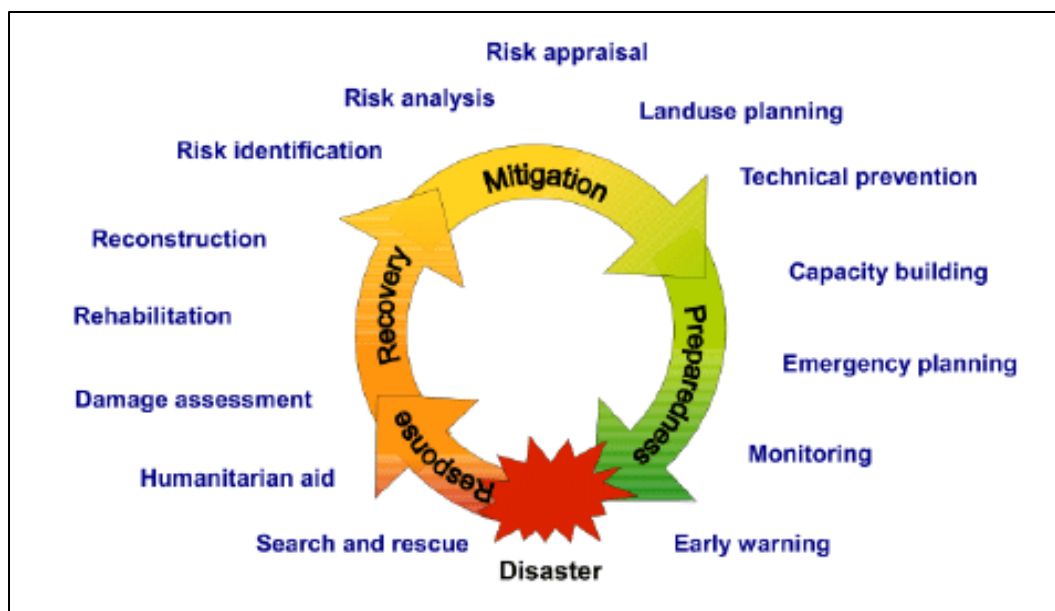 Risk appraisal
Risk analysis
Landuse planning
Risk identification
Mitigation
Technical prevention
Reconstruction
Recovery
Capacity building
Rehabilitation
Preparedness
Emergency planning
Damage assessment
Response
Monitoring
Humanitarian aid
Search and rescue
Early warning
Disaster